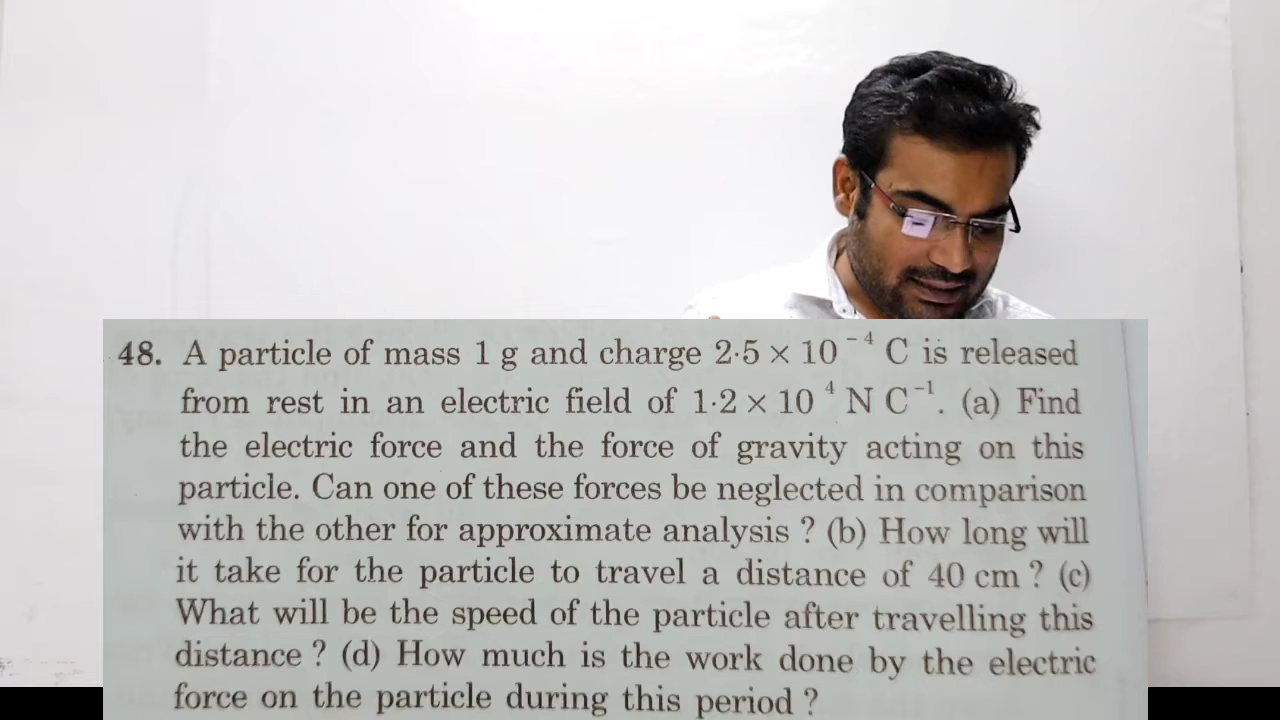 48. A particle of mass 1 g and charge 2·5 × 10⁻⁴ C is released
from rest in an electric field of 1·2 × 10⁴ N C⁻¹. (a) Find
the electric force and the force of gravity acting on this
particle. Can one of these forces be neglected in comparison
with the other for approximate analysis ? (b) How long will
it take for the particle to travel a distance of 40 cm ? (c)
What will be the speed of the particle after travelling this
distance ? (d) How much is the work done by the electric
force on the particle during this period ?